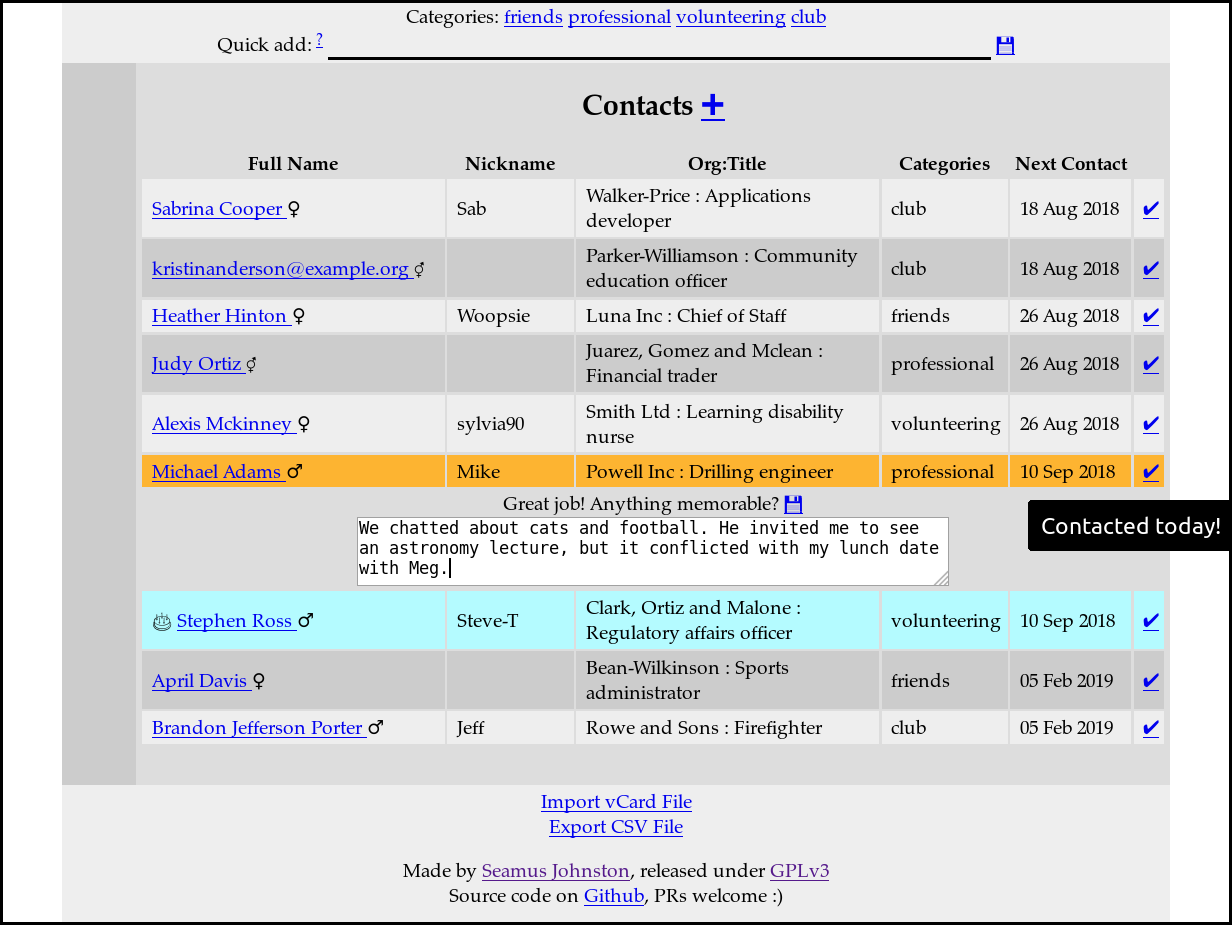 Categories: friends professional volunteering club
Quick add: ?
Contacts +
Full Name Nickname Org:Title Categories Next Contact
Sabrina Cooper ♀ Sab Walker-Price : Applications developer club 18 Aug 2018 ✔
kristinanderson@example.org ⚥ Parker-Williamson : Community education officer club 18 Aug 2018 ✔
Heather Hinton ♀ Woopsie Luna Inc : Chief of Staff friends 26 Aug 2018 ✔
Judy Ortiz ⚥ Juarez, Gomez and Mclean : Financial trader professional 26 Aug 2018 ✔
Alexis Mckinney ♀ sylvia90 Smith Ltd : Learning disability nurse volunteering 26 Aug 2018 ✔
Michael Adams ♂ Mike Powell Inc : Drilling engineer professional 10 Sep 2018 ✔
Great job! Anything memorable?
We chatted about cats and football. He invited me to see
an astronomy lecture, but it conflicted with my lunch date
with Meg.
Contacted today!
Stephen Ross ♂ Steve-T Clark, Ortiz and Malone : Regulatory affairs officer volunteering 10 Sep 2018 ✔
April Davis ♀ Bean-Wilkinson : Sports administrator friends 05 Feb 2019 ✔
Brandon Jefferson Porter ♂ Jeff Rowe and Sons : Firefighter club 05 Feb 2019 ✔
Import vCard File
Export CSV File
Made by Seamus Johnston, released under GPLv3
Source code on Github, PRs welcome :)